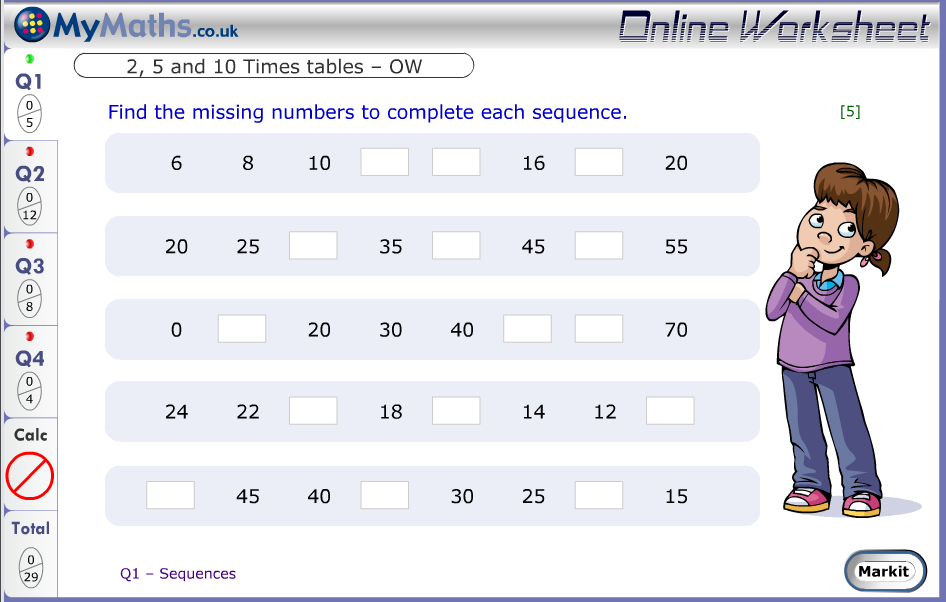 MyMaths.co.uk
Online Worksheet
2, 5 and 10 Times tables – OW
Q1
0
5
Find the missing numbers to complete each sequence.
[5]
6 8 10 16 20
Q2
0
12
20 25 35 45 55
Q3
0
8
0 20 30 40 70
Q4
0
4
24 22 18 14 12
Calc
45 40 30 25 15
Total
0
29
Q1 – Sequences
Markit